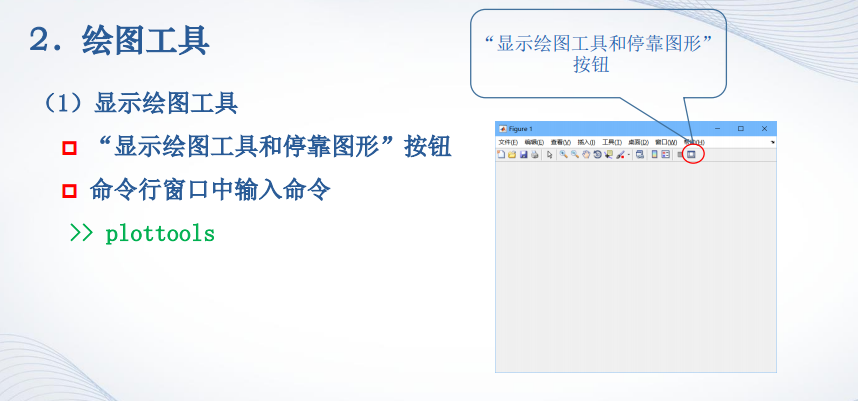 2. 绘图工具
(1)显示绘图工具
“显示绘图工具和停靠图形”按钮
命令行窗口中输入命令
>> plottools
“显示绘图工具和停靠图形”
按钮
Figure 1
文件(F) 编辑(E) 查看(V) 插入(I) 工具(T) 桌面(D) 窗口(W) 帮助(H)